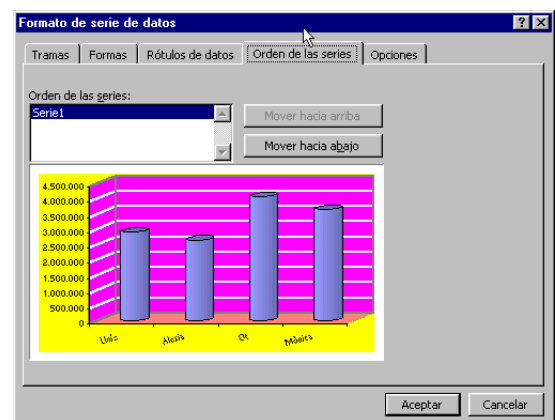 Formato de serie de datos
Tramas Formas Rótulos de datos Orden de las series Opciones
Orden de las series:
Serie1
Mover hacia arriba
Mover hacia abajo
4.500.000
4.000.000
3.500.000
3.000.000
2.500.000
2.000.000
1.500.000
1.000.000
500.000
0
Alexis Mónica
Aceptar Cancelar